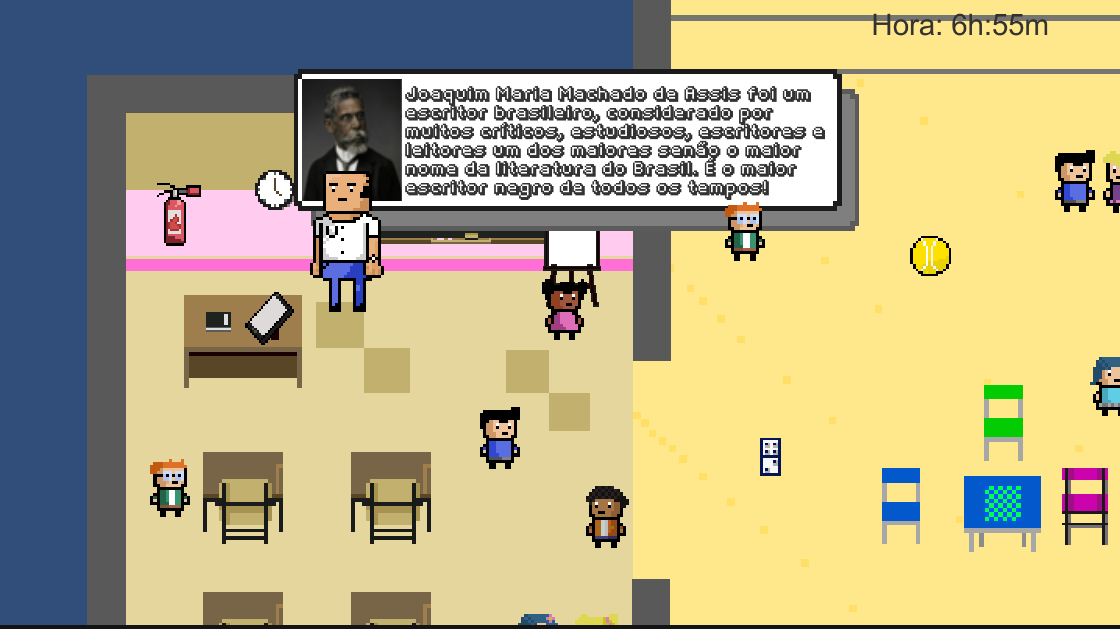 Hora: 6h:55m
Joaquim Maria Machado de Assis foi um
escritor brasileiro, considerado por
muitos críticos, estudiosos, escritores e
leitores um dos maiores senão o maior
nome da literatura do Brasil. É o maior
escritor negro de todos os tempos!